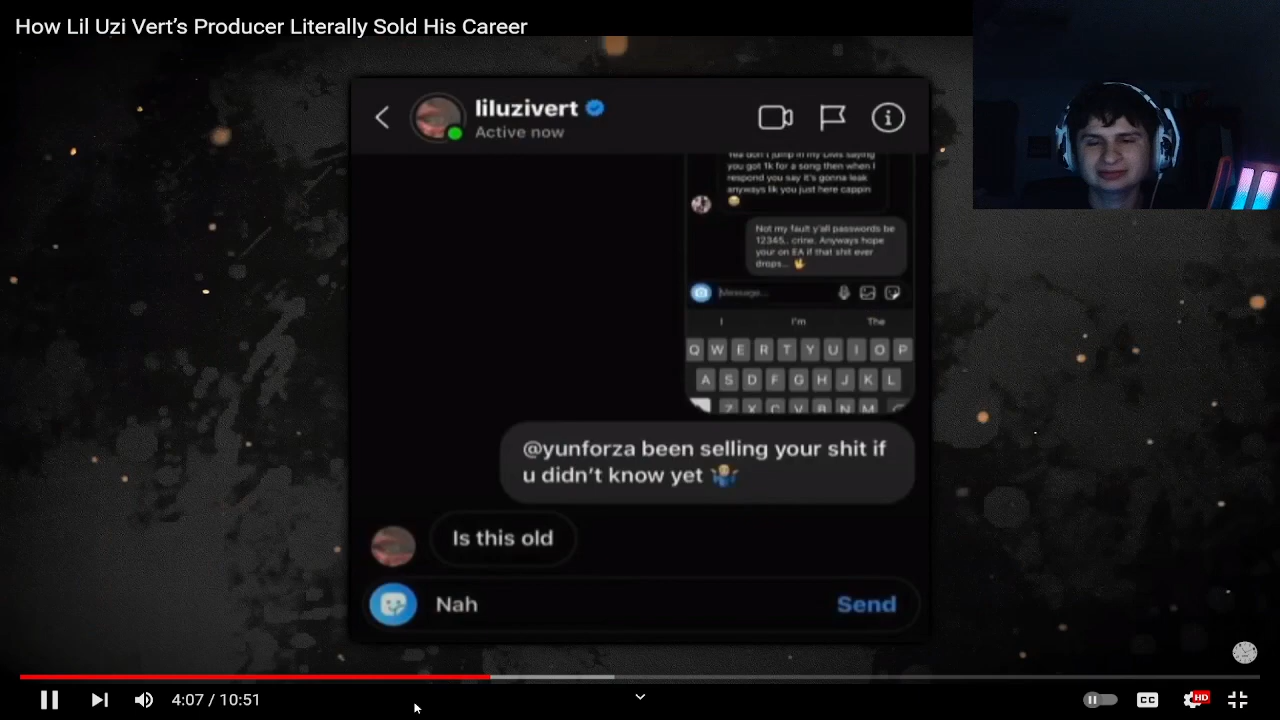 How Lil Uzi Vert’s Producer Literally Sold His Career
liluzivert
Active now
Yea don't jump in my DMs saying
you got 1k for a song then when I
respond you say it's gonna leak
anyways lik you just here cappin
Not my fault y'all passwords be
12345.. crine. Anyways hope
your on EA if that shit ever
drops...
Message...
I I'm The
Q W E R T Y U I O P
A S D F G H J K L
Z X C V B N M
@yunforza been selling your shit if
u didn’t know yet 🤷
Is this old
Nah Send
4:07 / 10:51
CC HD